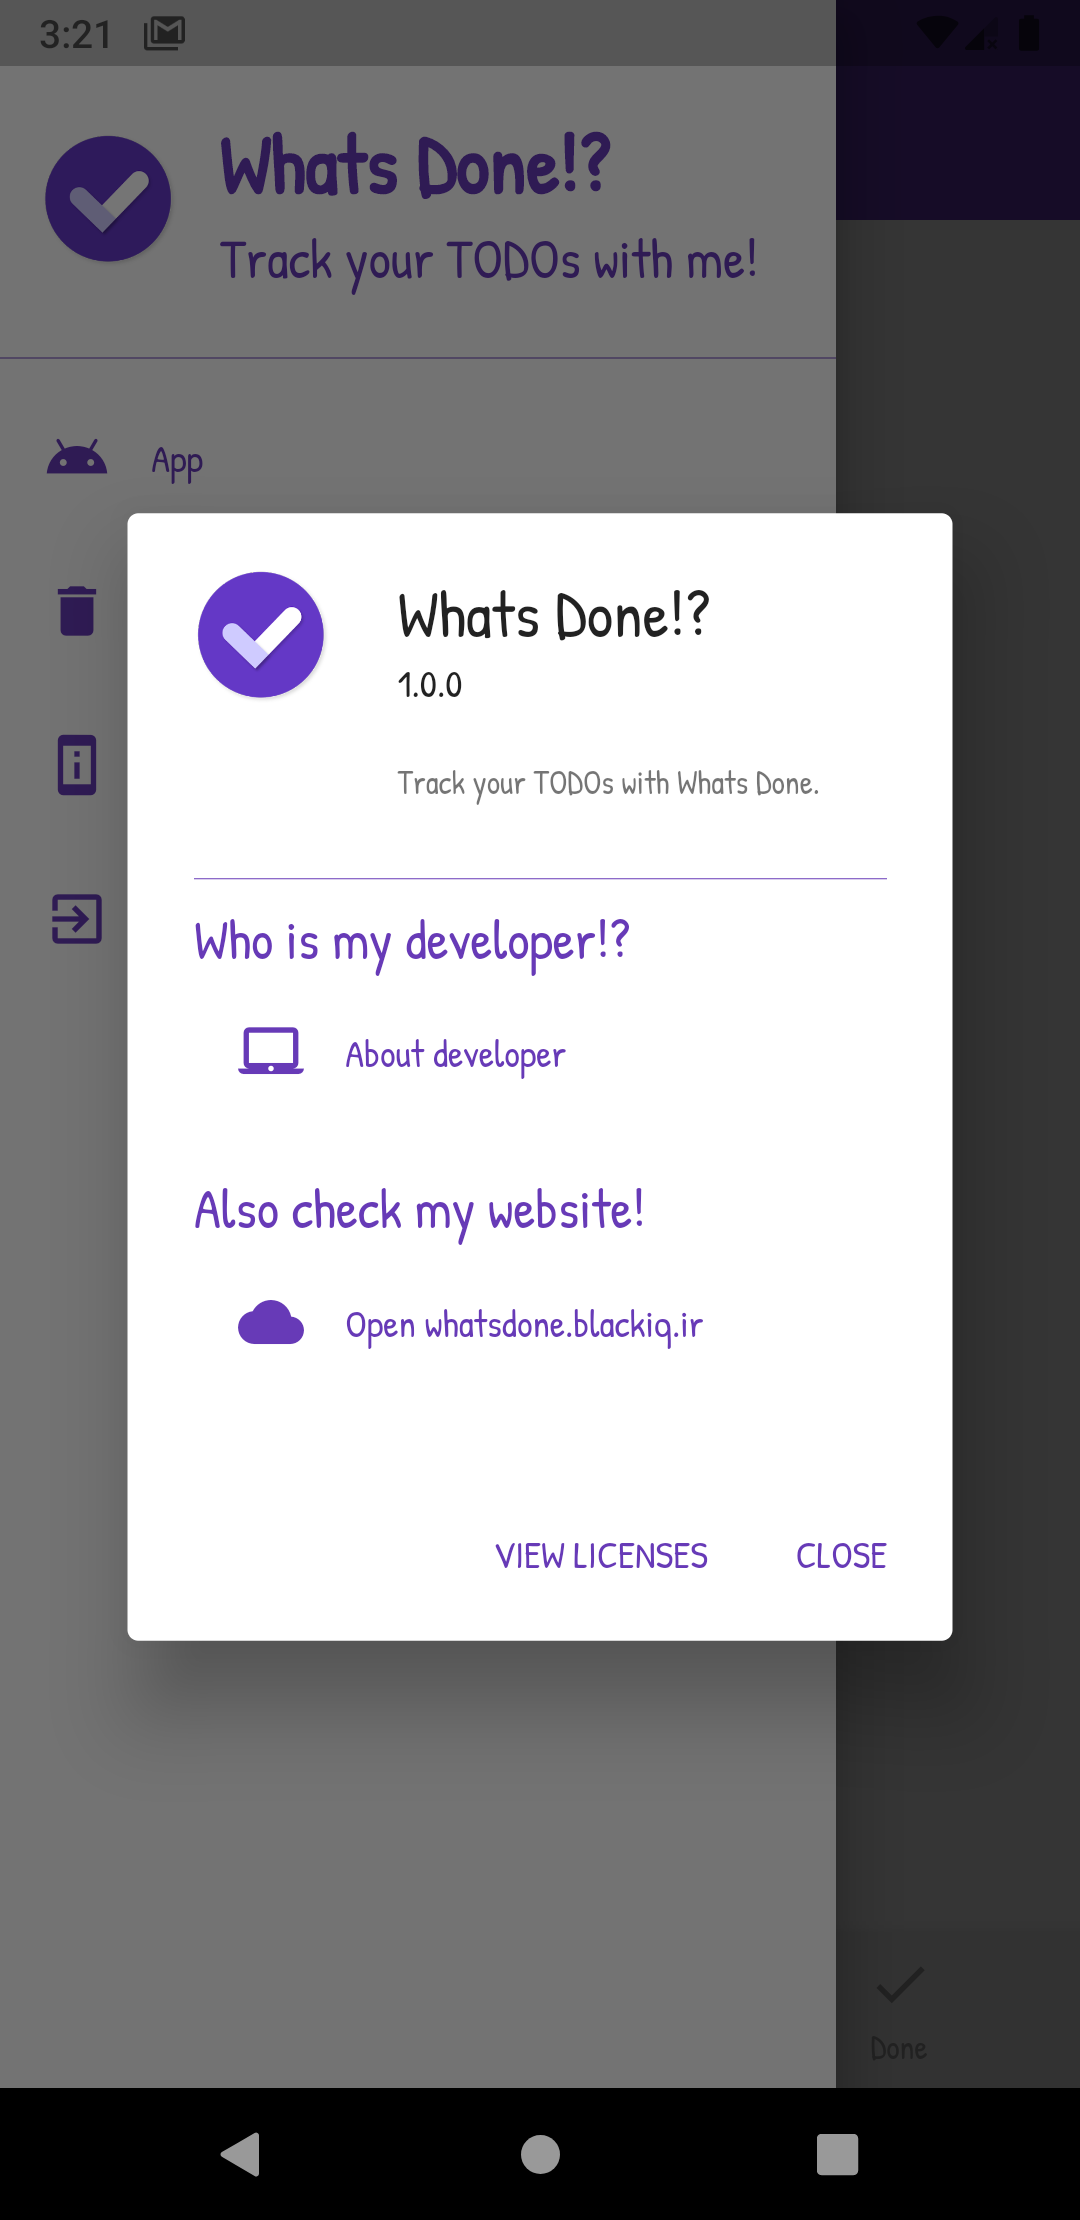 3:21
Whats Done!?
Track your TODOs with me!
App
Whats Done!?
1.0.0
Track your TODOs with Whats Done.
Who is my developer!?
About developer
Also check my website!
Open whatsdone.blackiq.ir
VIEW LICENSES
CLOSE
Done